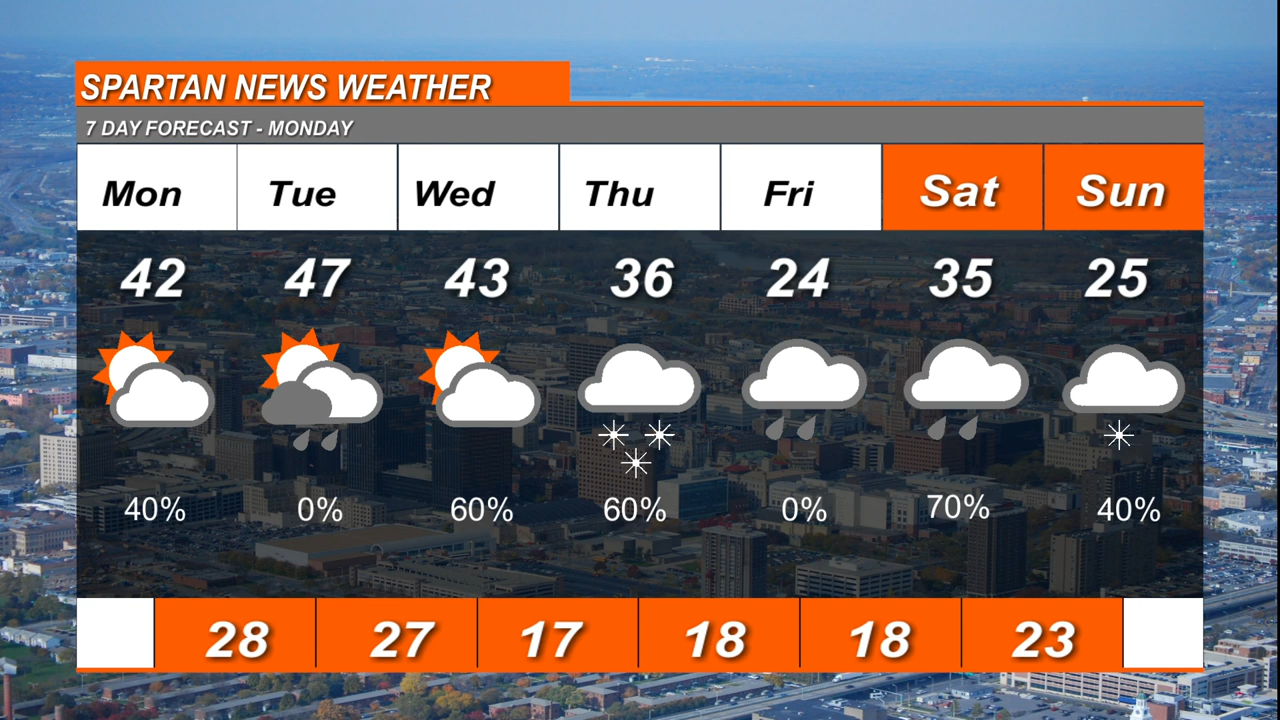 SPARTAN NEWS WEATHER
7 DAY FORECAST - MONDAY
Mon Tue Wed Thu Fri Sat Sun
42 47 43 36 24 35 25
40% 0% 60% 60% 0% 70% 40%
28 27 17 18 18 23